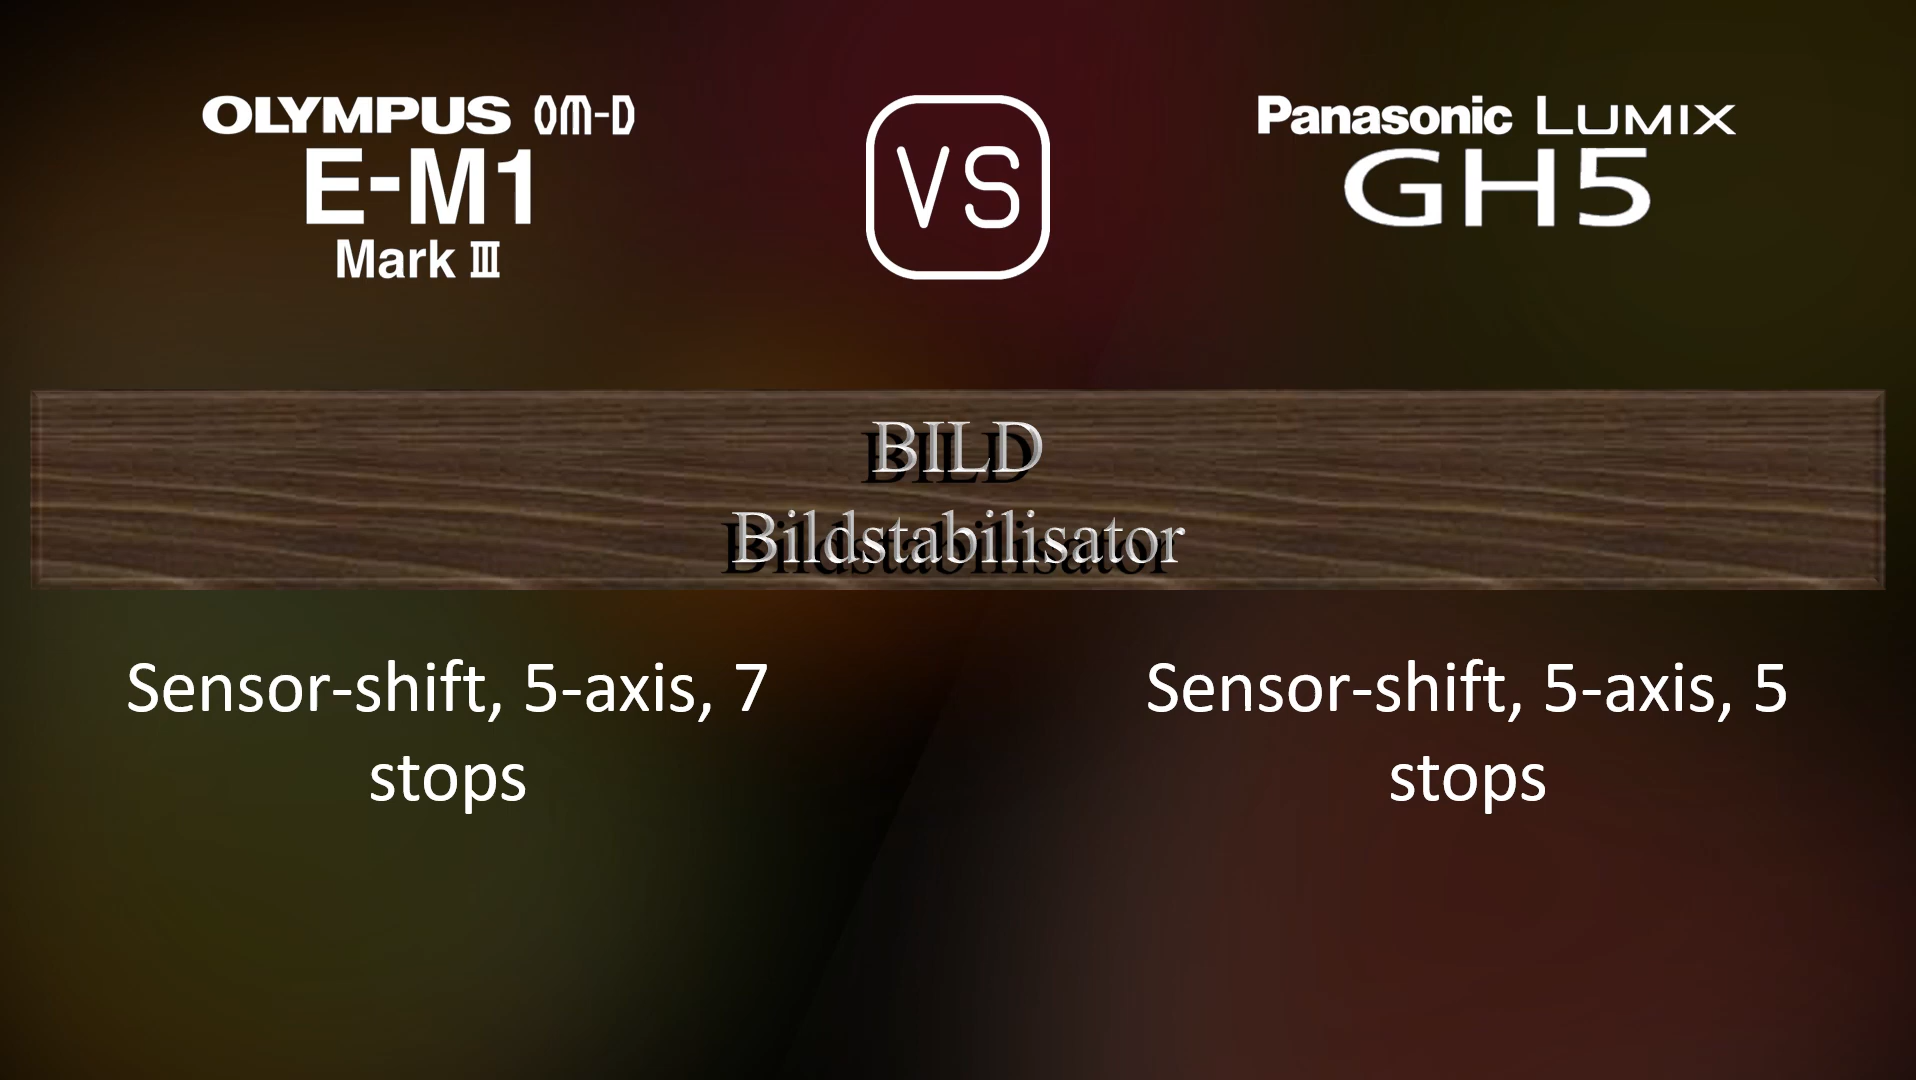 OLYMPUS OM-D
E-M1
Mark III
VS
Panasonic LUMIX
GH5
BILD
Bildstabilisator
Sensor-shift, 5-axis, 7
stops
Sensor-shift, 5-axis, 5
stops